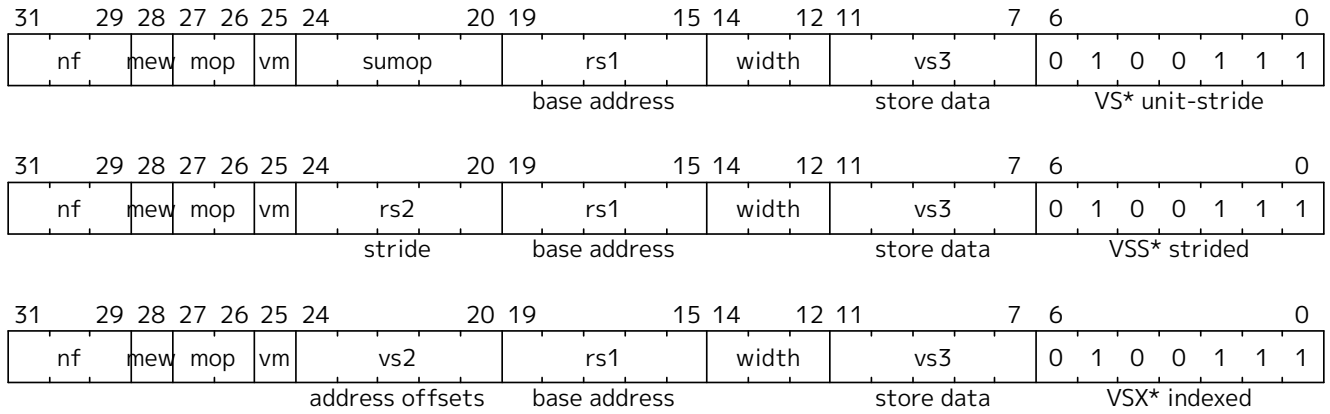 31 29 28 27 26 25 24 20 19 15 14 12 11 7 6 0
nf mew mop vm sumop rs1 width vs3 0 1 0 0 1 1 1
base address store data VS* unit-stride
31 29 28 27 26 25 24 20 19 15 14 12 11 7 6 0
nf mew mop vm rs2 rs1 width vs3 0 1 0 0 1 1 1
stride base address store data VSS* strided
31 29 28 27 26 25 24 20 19 15 14 12 11 7 6 0
nf mew mop vm vs2 rs1 width vs3 0 1 0 0 1 1 1
address offsets base address store data VSX* indexed